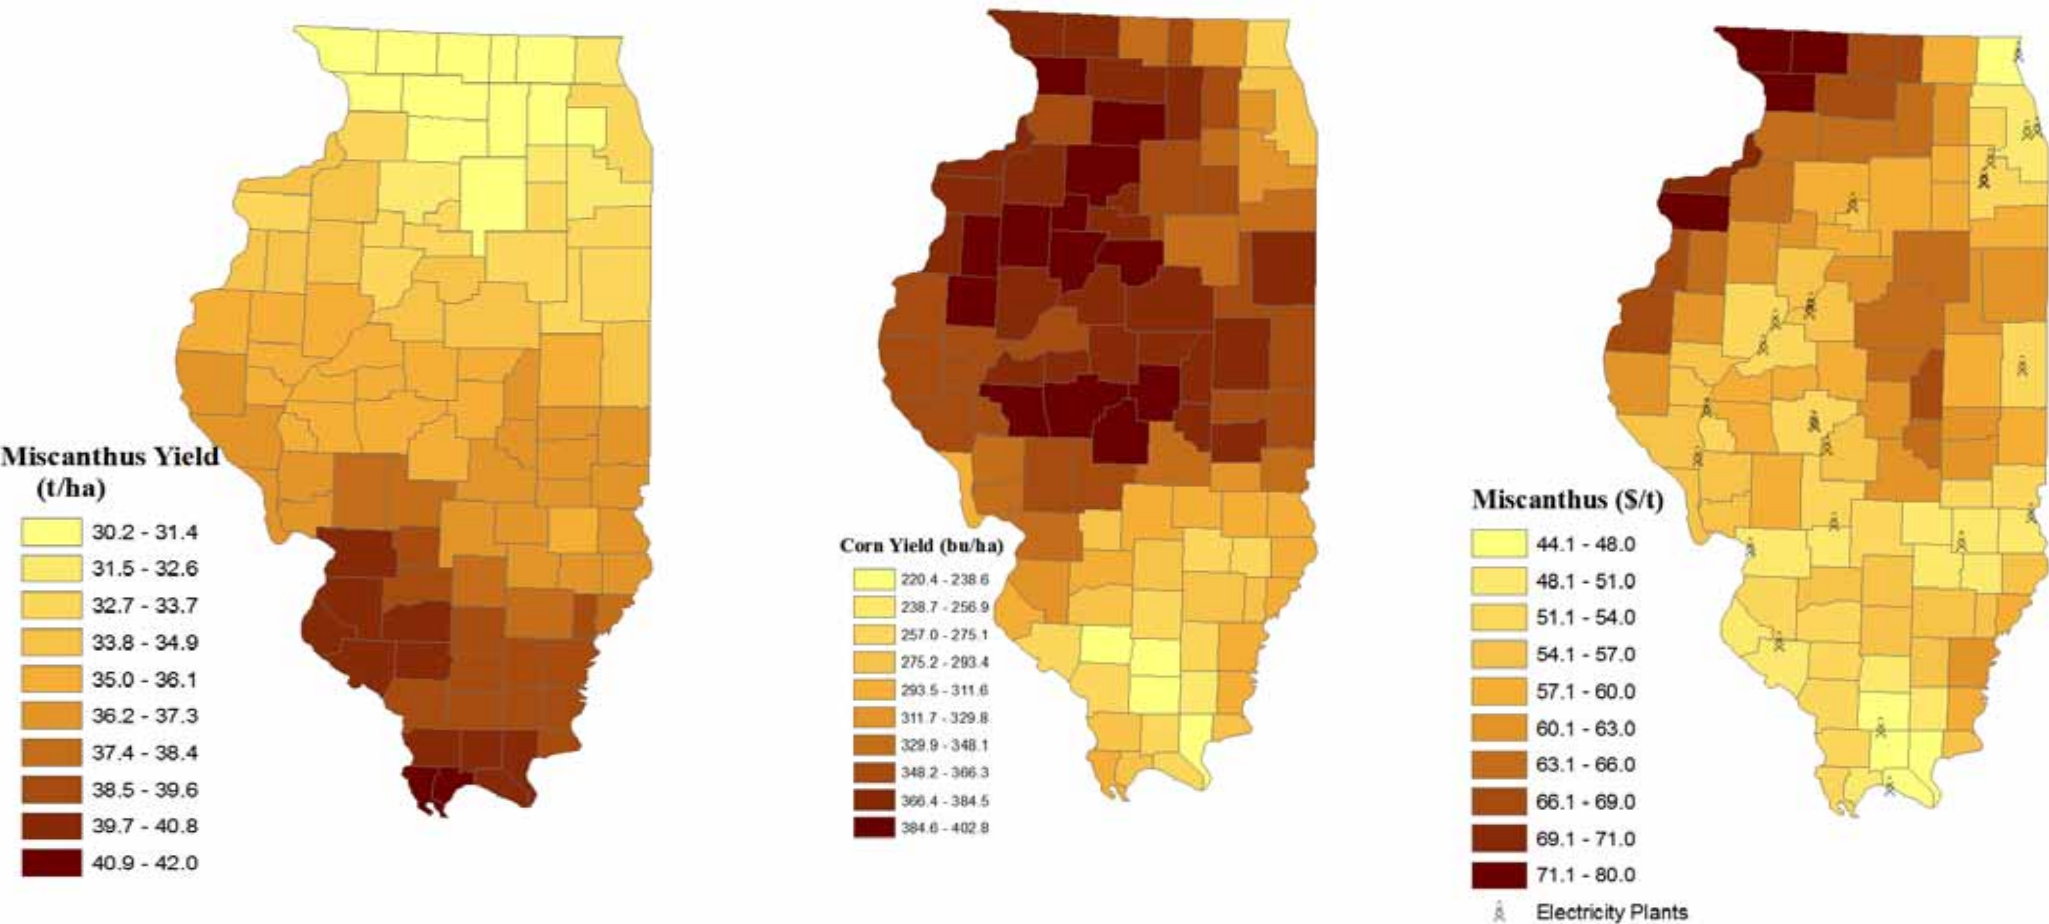 Miscanthus Yield
(t/ha)
30.2 - 31.4
31.5 - 32.6
32.7 - 33.7
33.8 - 34.9
35.0 - 36.1
36.2 - 37.3
37.4 - 38.4
38.5 - 39.6
39.7 - 40.8
40.9 - 42.0
Corn Yield (bu/ha)
220.4 - 238.6
238.7 - 256.9
257.0 - 275.1
275.2 - 293.4
293.5 - 311.6
311.7 - 329.8
329.9 - 348.1
348.2 - 366.3
366.4 - 384.5
384.6 - 402.8
Miscanthus ($/t)
44.1 - 48.0
48.1 - 51.0
51.1 - 54.0
54.1 - 57.0
57.1 - 60.0
60.1 - 63.0
63.1 - 66.0
66.1 - 69.0
69.1 - 71.0
71.1 - 80.0
Electricity Plants